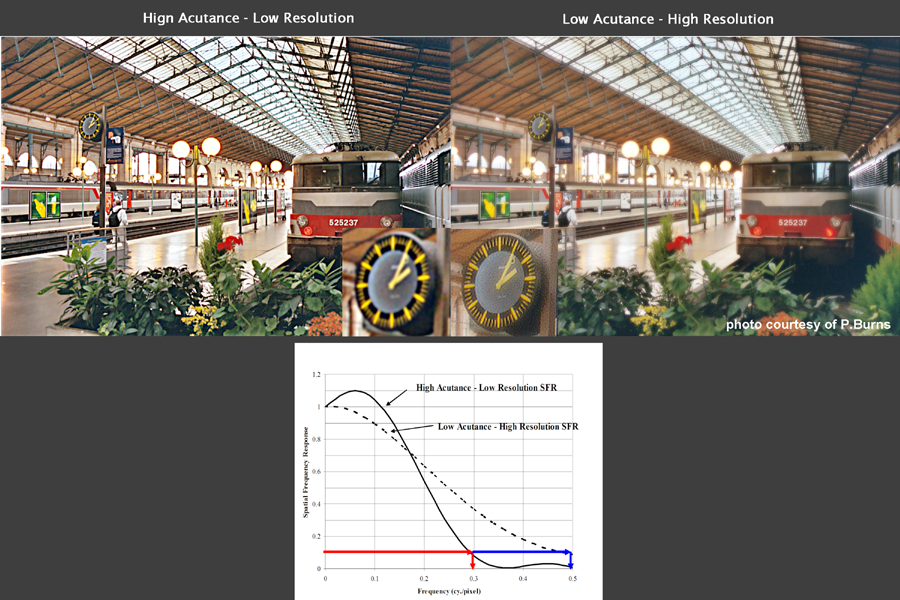 Hign Acutance - Low Resolution
Low Acutance - High Resolution
525237
525237
photo courtesy of P.Burns
1.2
High Acutance - Low Resolution SFR
1
Low Acutance - High Resolution SFR
0.8
Spatial Frequency Response
0.6
0.4
0.2
0
0 0.1 0.2 0.3 0.4 0.5
Frequency (cy./pixel)